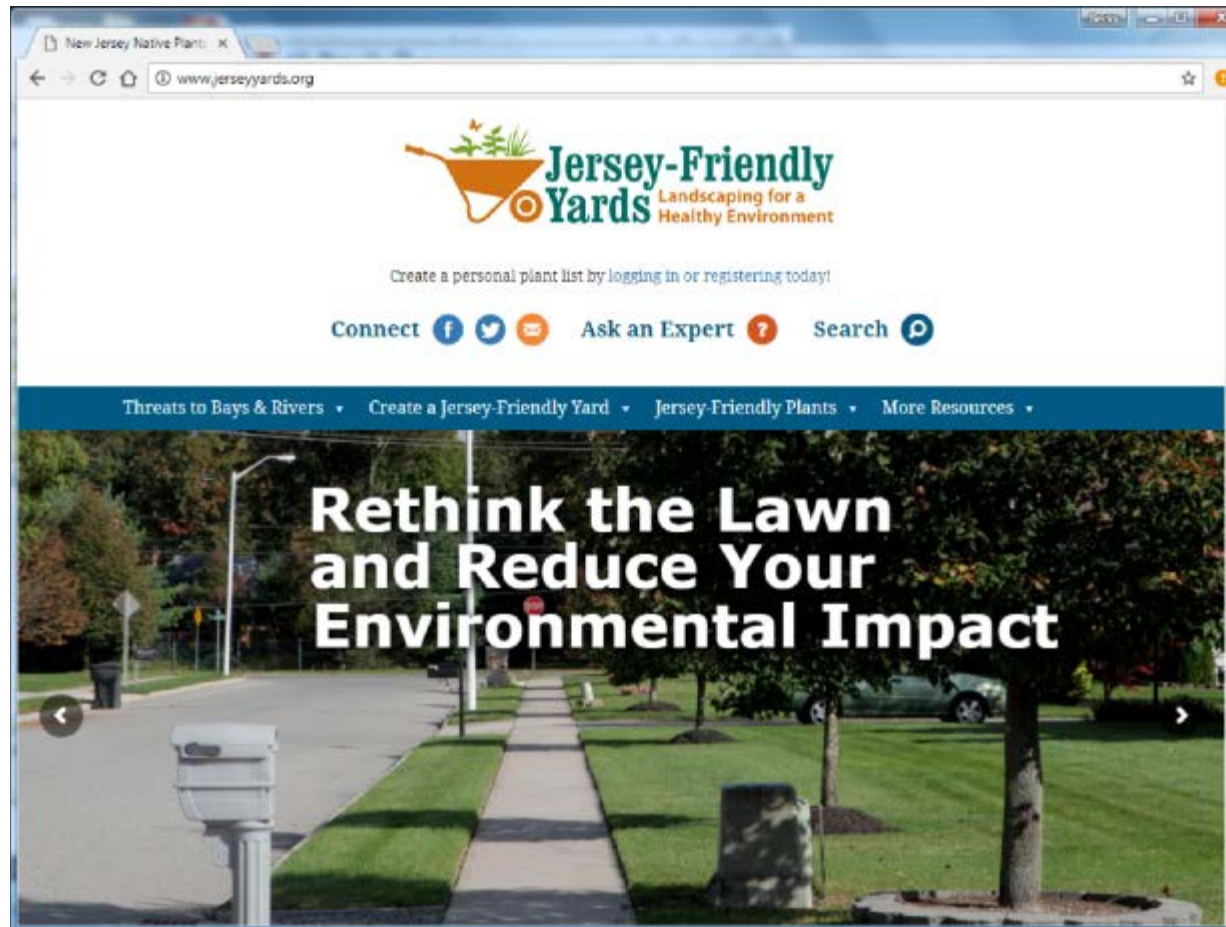 New Jersey Native Plant:
www.jerseyyards.org
Jersey-Friendly
Yards
Landscaping for a
Healthy Environment
Create a personal plant list by logging in or registering today!
Connect
Ask an Expert ?
Search
Threats to Bays & Rivers
Create a Jersey-Friendly Yard
Jersey-Friendly Plants
More Resources
Rethink the Lawn
and Reduce Your
Environmental Impact
STOP